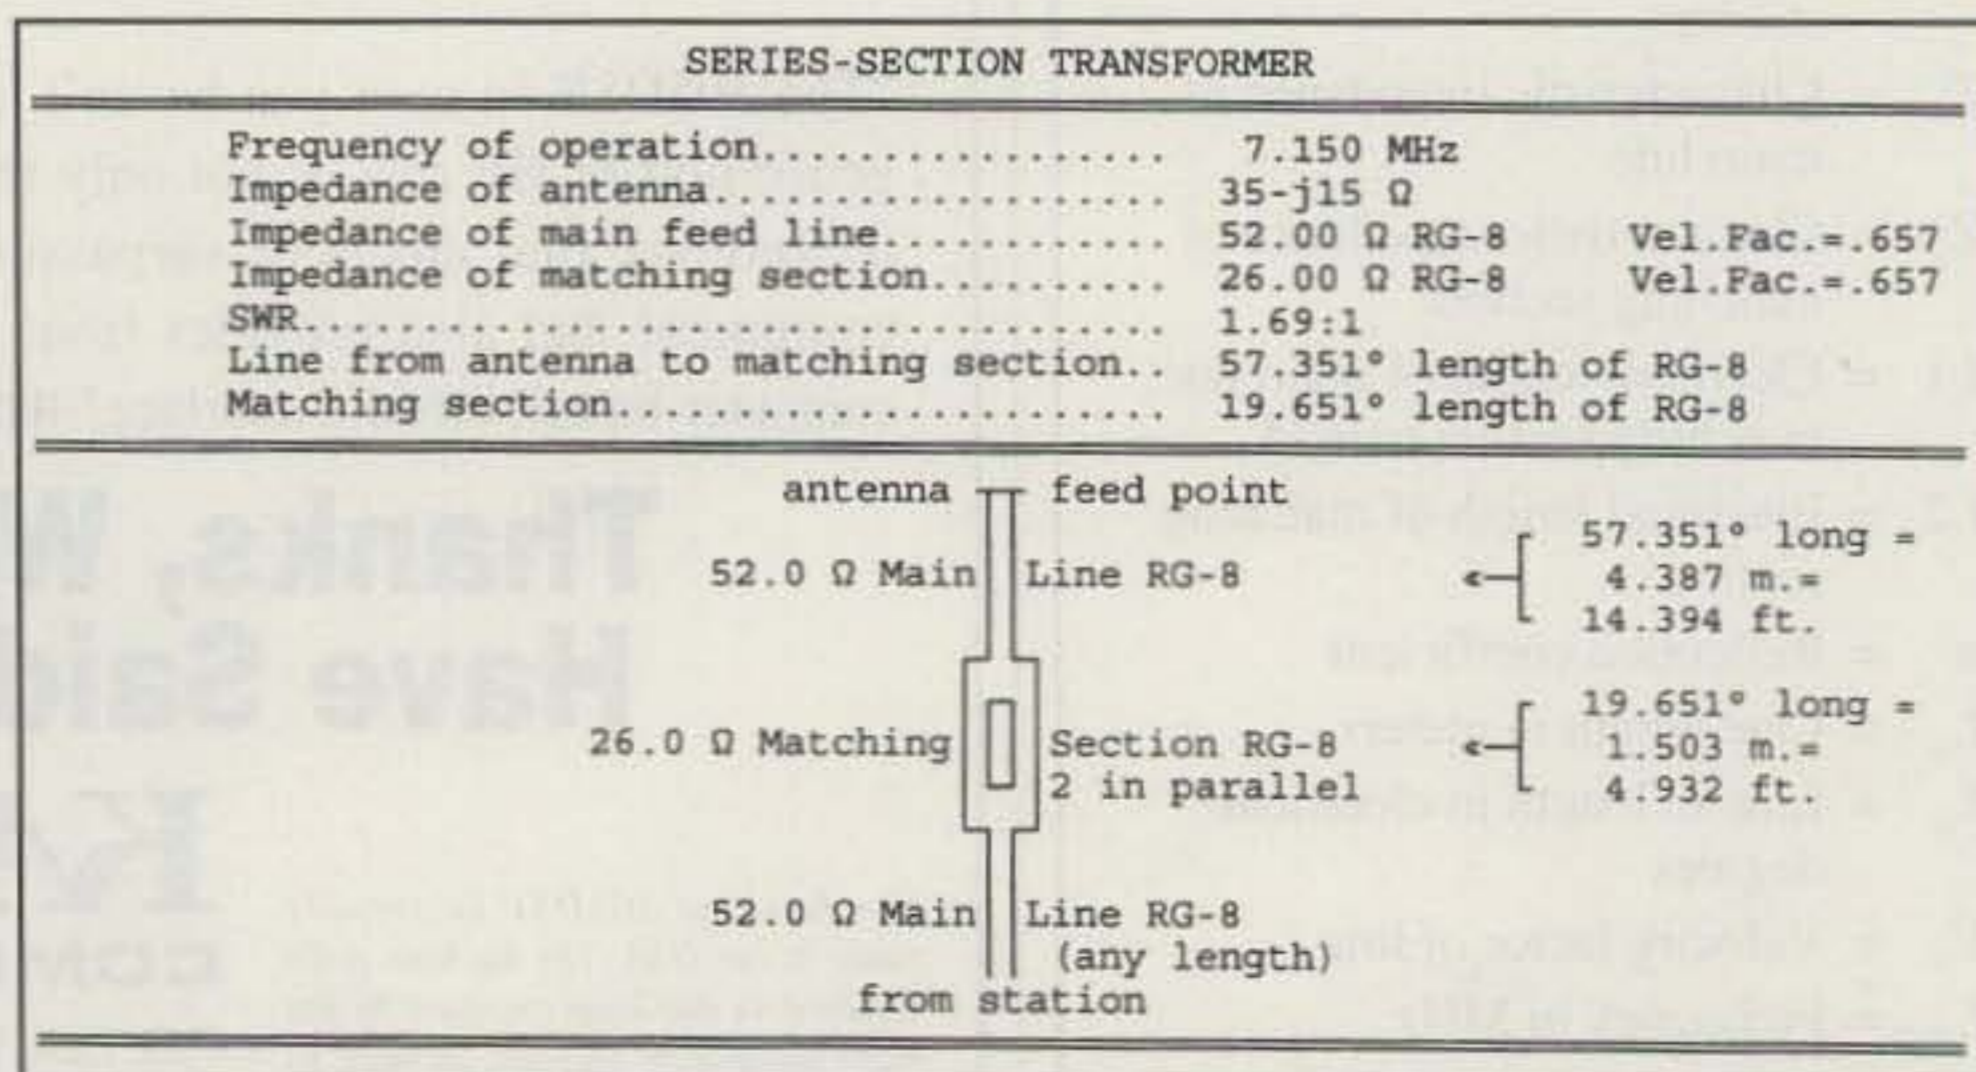 SERIES-SECTION TRANSFORMER
Frequency of operation................. 7.150 MHz
Impedance of antenna................... 35-j15 Ω
Impedance of main feed line............ 52.00 Ω RG-8 Vel.Fac.=.657
Impedance of matching section.......... 26.00 Ω RG-8 Vel.Fac.=.657
SWR.................................... 1.69:1
Line from antenna to matching section.. 57.351° length of RG-8
Matching section....................... 19.651° length of RG-8
antenna feed point
57.351° long =
52.0 Ω Main Line RG-8 4.387 m.=
14.394 ft.
19.651° long =
26.0 Ω Matching Section RG-8 1.503 m.=
2 in parallel 4.932 ft.
52.0 Ω Main Line RG-8
(any length)
from station